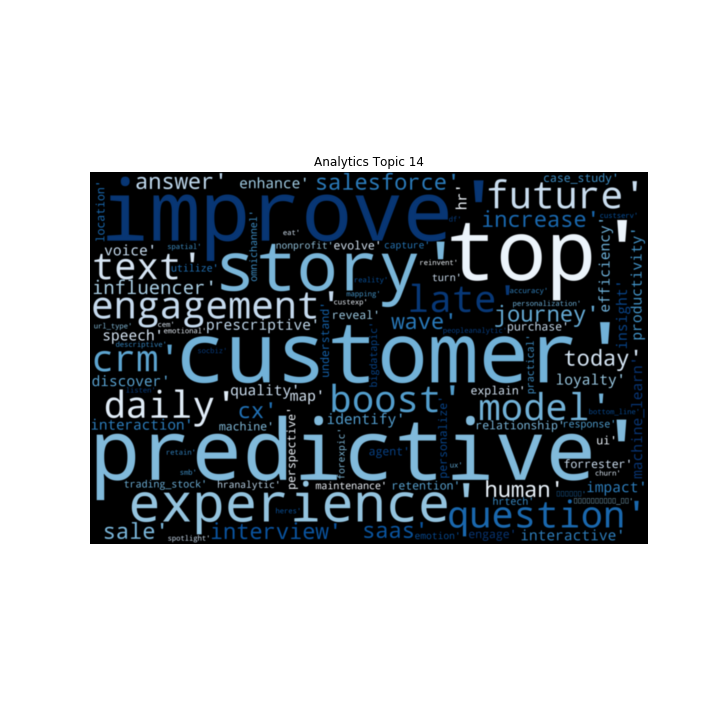 Analytics Topic 14
location'
answer'
enhance'
salesforce'
hr'
case_study'
improve'
future'
increase'
custserv'
voice'
spatial'
omnichannel'
eat'
nonprofit'
evolve'
capture'
top'
text'
utilize'
story'
reinvent'
turn'
efficiency'
productivity'
influencer'
reality'
mapping'
late'
accuracy'
personalization'
insight'
engagement'
custexp'
reveal'
wave'
journey'
url_type'
cem'
prescriptive'
speech'
emotional'
understand'
bigdatapic'
peopleanalytic'
purchase'
descriptive'
crm'
customer'
practical'
today'
discover'
listen'
loyalty'
daily'
quality'
map'
boost'
explain'
model'
bottom_line'
cx'
interaction'
machine'
identify'
relationship'
response'
machine_learn'
predictive'
perspective'
forexpic'
agent'
personalize'
ui'
retain'
ux'
forrester'
smb'
churn'
trading_stock'
hranalytic'
maintenance'
retention'
human'
impact'
experience'
heres'
hrtech'
question'
sale'
interview'
saas'
emotion'
engage'
interactive'
spotlight'